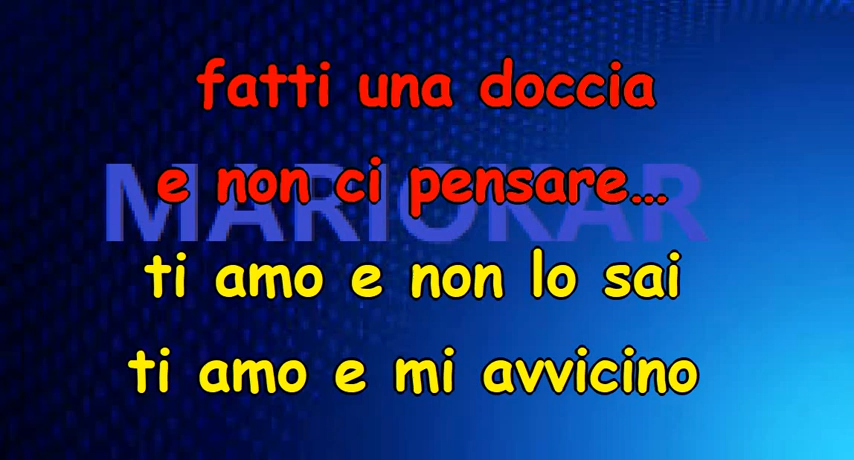 fatti una doccia
MARIOKAR
e non ci pensare...
ti amo e non lo sai
ti amo e mi avvicino